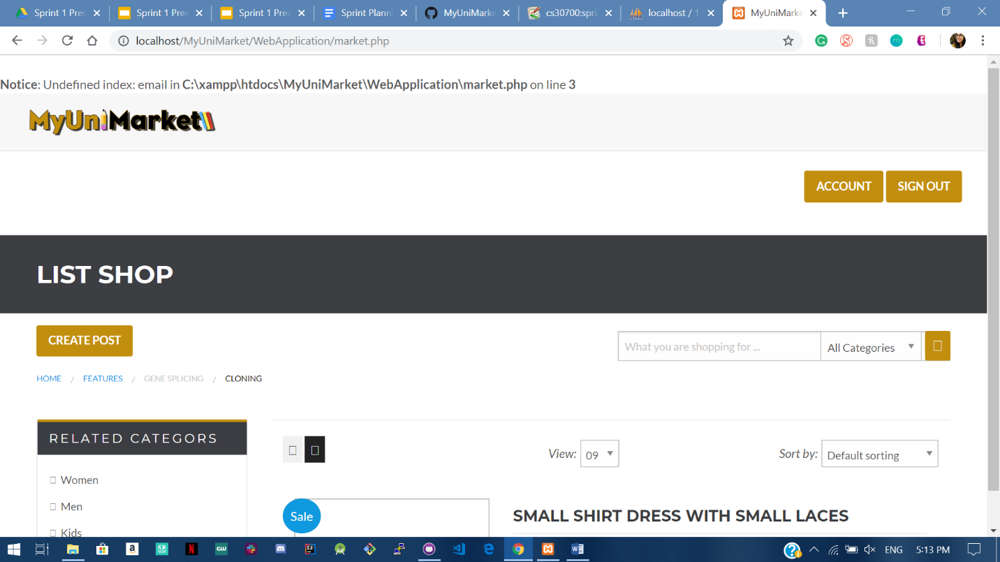 Sprint 1 Pres
Sprint 1 Pres
Sprint 1 Pres
Sprint Planni
MyUniMarke
cs30700:spri
localhost / 1
MyUniMarke
localhost/MyUniMarket/WebApplication/market.php
Notice: Undefined index: email in C:\xampp\htdocs\MyUniMarket\WebApplication\market.php on line 3
MyUniMarket
ACCOUNT SIGN OUT
LIST SHOP
CREATE POST
What you are shopping for ... All Categories
HOME / FEATURES / GENE SPLICING / CLONING
RELATED CATEGORS
View: 09 Sort by: Default sorting
Women
Men
Kids
Sale
SMALL SHIRT DRESS WITH SMALL LACES
ENG 5:13 PM